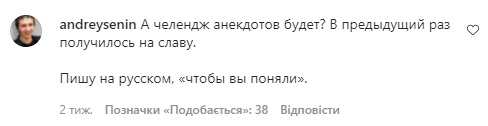 andreysenin А челендж анекдотов будет? В предыдущий раз
получилось на славу.
Пишу на русском, «чтобы вы поняли».
2 тиж. Позначки «Подобається»: 38 Відповісти